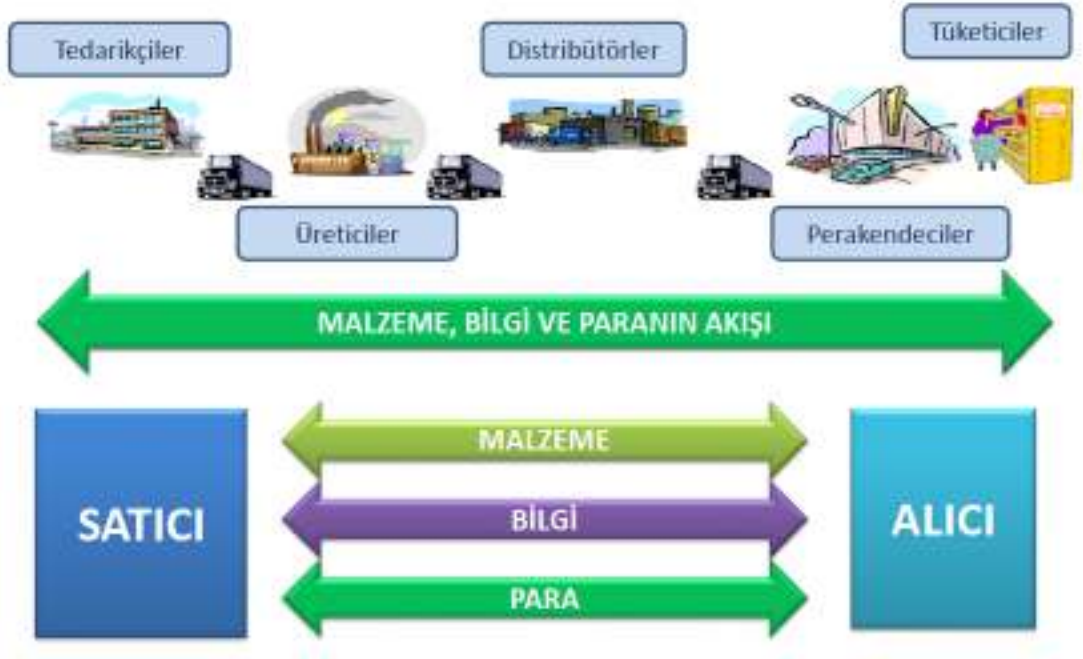 Tedarikçiler
Distribütörler
Tüketiciler
Üreticiler
Perakendeciler
MALZEME, BİLGİ VE PARANIN AKIŞI
SATICI
MALZEME
BİLGİ
PARA
ALICI